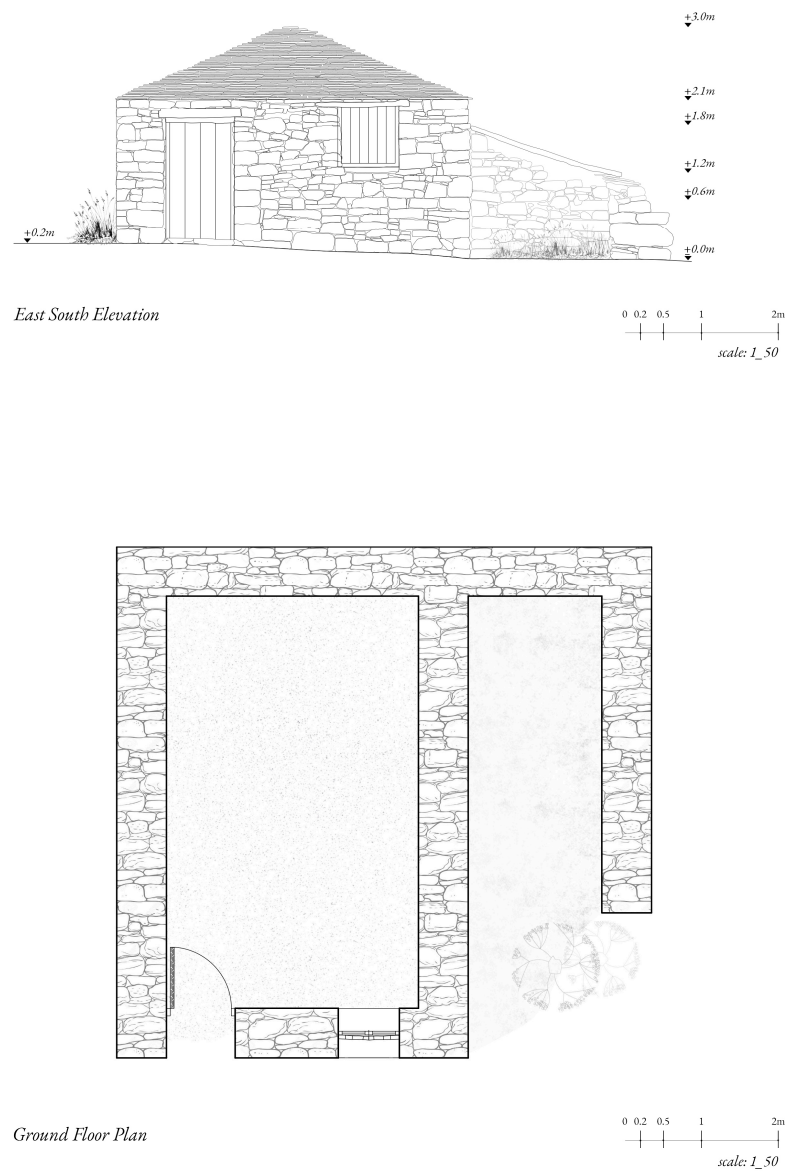 +3.0m
+2.1m
+1.8m
+1.2m
+0.6m
+0.2m
+0.0m
East South Elevation
0 0.2 0.5 1 2m
scale: 1_50
Ground Floor Plan
0 0.2 0.5 1 2m
scale: 1_50